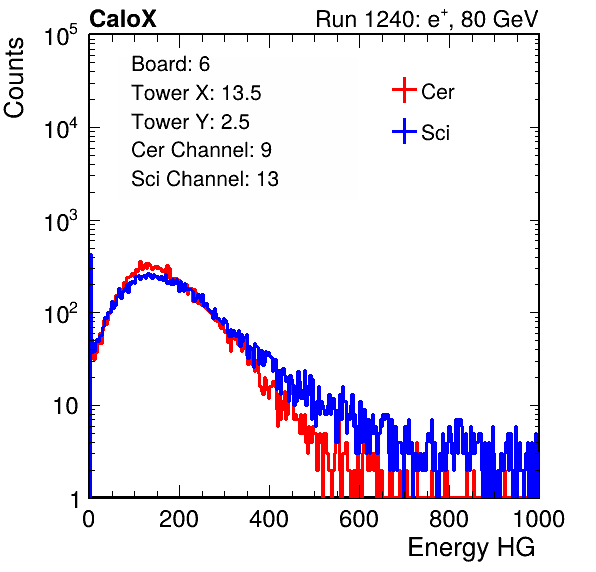 CaloX Run 1240: e⁺, 80 GeV
Counts
Board: 6
Tower X: 13.5
Tower Y: 2.5
Cer Channel: 9
Sci Channel: 13
Cer
Sci
10⁵
10⁴
10³
10²
10
1
0 200 400 600 800 1000
Energy HG